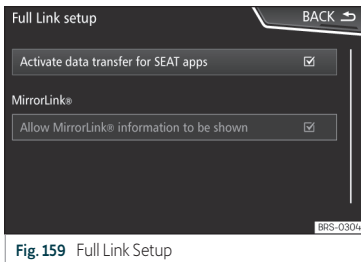 Full Link setup
BACK
Activate data transfer for SEAT apps
MirrorLink®
Allow MirrorLink® information to be shown
BRS-0304
Fig. 159 Full Link Setup